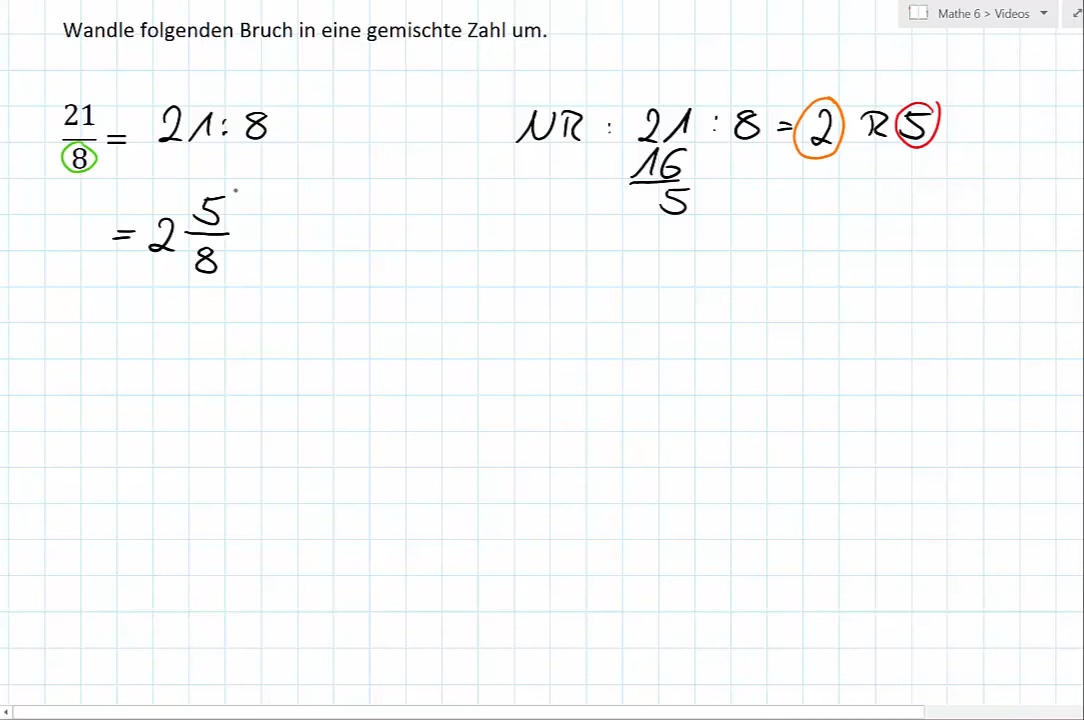 Mathe 6 > Videos
Wandle folgenden Bruch in eine gemischte Zahl um.
21/8 = 21 : 8
= 2 5/8
NR : 21 : 8 = 2 R 5
16
5